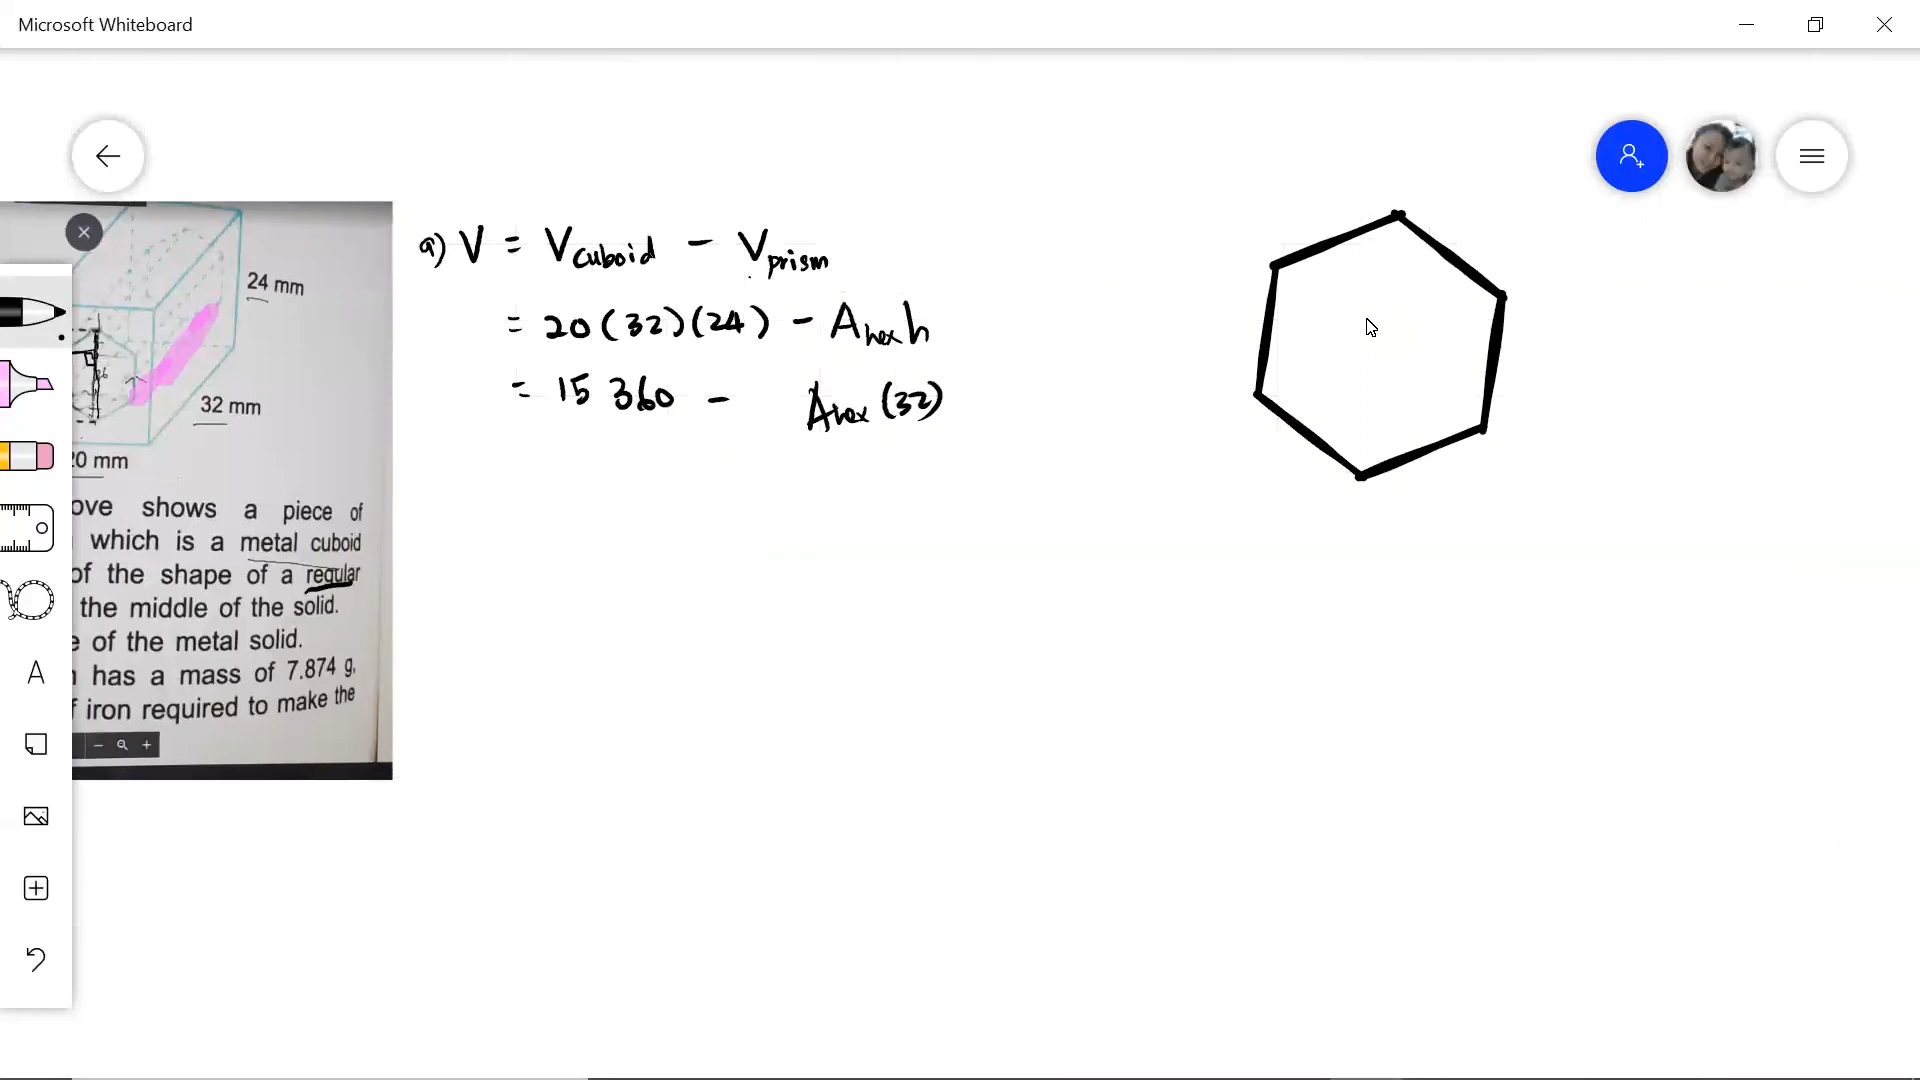 Microsoft Whiteboard
24 mm
32 mm
20 mm
ove shows a piece of
which is a metal cuboid
of the shape of a regular
the middle of the solid.
of the metal solid.
has a mass of 7.874 g,
iron required to make the
a) V = Vcuboid - Vprism
= 20(32)(24) - Ahex h
= 15 360 - Ahex (32)
A